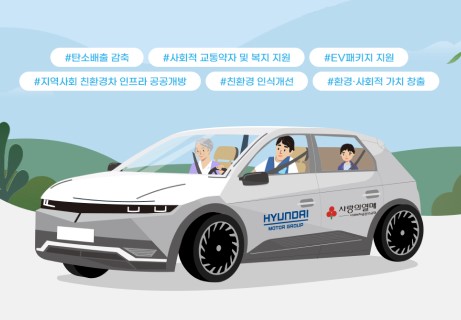 #탄소배출 감축 #사회적 교통약자 및 복지 지원 #EV패키지 지원
#지역사회 친환경차 인프라 공공개방 #친환경 인식개선 #환경·사회적 가치 창출
HYUNDAI
MOTOR GROUP
사랑의열매